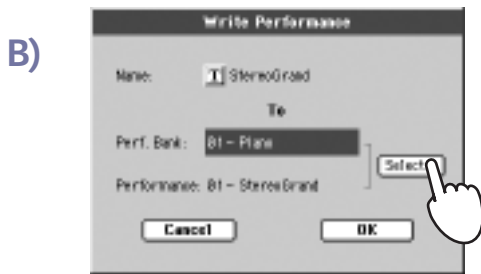 B)
Write Performance
Name: T StereoGrand
To
Perf. Bank: 01 - Piano
Select
Performance: 01 - StereoGrand
Cancel OK